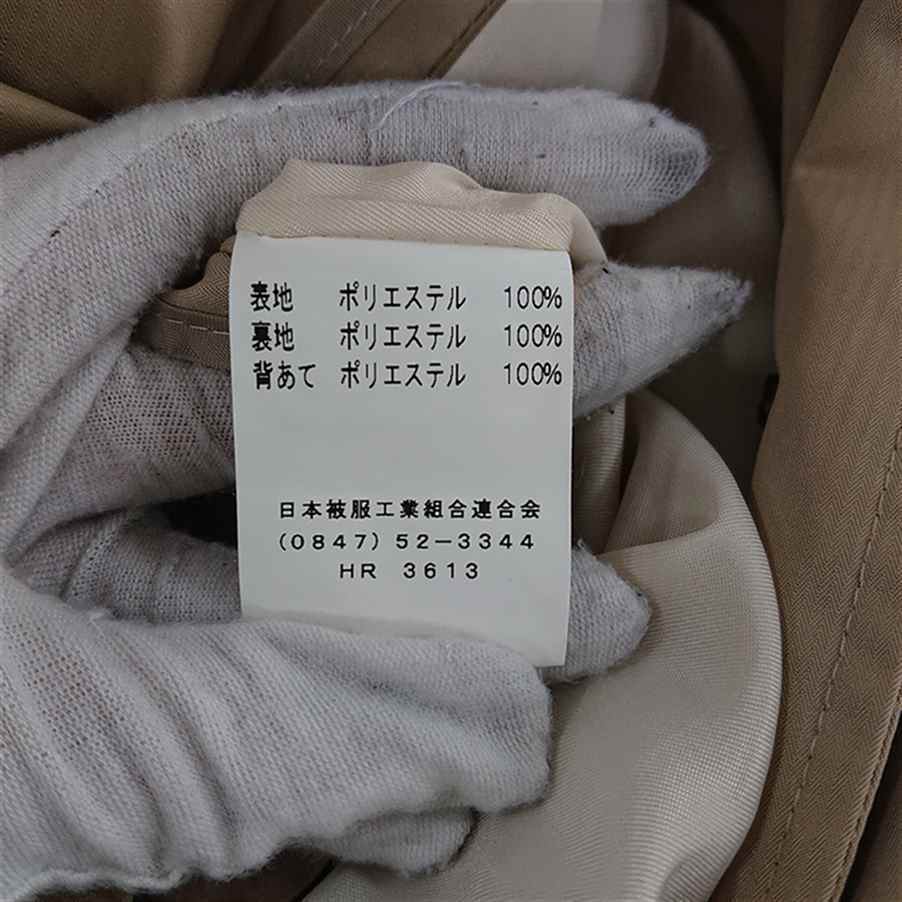 表地 ポリエステル 100%
裏地 ポリエステル 100%
背あて ポリエステル 100%
日本被服工業組合連合会
(0847) 52-3344
HR 3613